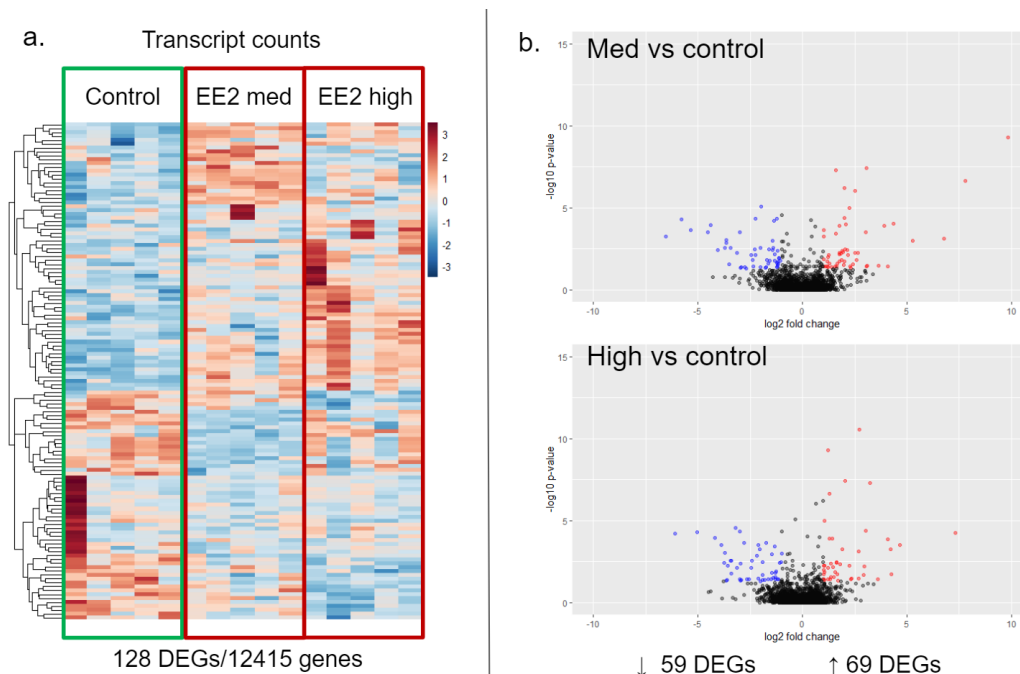 a.
Transcript counts
Control
EE2 med
EE2 high
3
2
1
0
-1
-2
-3
128 DEGs/12415 genes
b.
Med vs control
15
10
5
0
-log10 p-value
-10
-5
0
5
10
log2 fold change
High vs control
15
10
5
0
-log10 p-value
-10
-5
0
5
10
log2 fold change
↓ 59 DEGs
↑ 69 DEGs